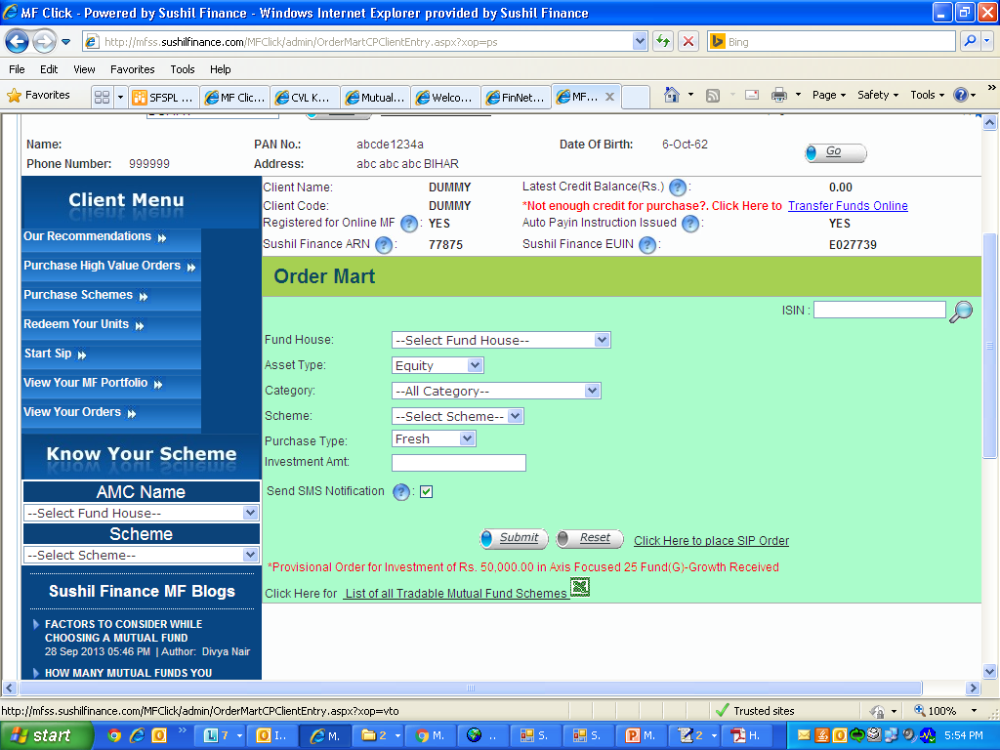 MF Click - Powered by Sushil Finance - Windows Internet Explorer provided by Sushil Finance
http://mfss.sushilfinance.com/MFClick/admin/OrderMartCPClientEntry.aspx?xop=ps
Bing
File Edit View Favorites Tools Help
Favorites
SFSPL ... MF Clic... CVL K... Mutual... Welco... FinNet... MF... X
Page Safety Tools »
Name: PAN No.: abcde1234a Date Of Birth: 6-Oct-62
Go
Phone Number: 999999 Address: abc abc abc BIHAR
Client Menu
Our Recommendations
Purchase High Value Orders
Purchase Schemes
Redeem Your Units
Start Sip
View Your MF Portfolio
View Your Orders
Know Your Scheme
AMC Name
--Select Fund House--
Scheme
--Select Scheme--
Sushil Finance MF Blogs
FACTORS TO CONSIDER WHILE
CHOOSING A MUTUAL FUND
28 Sep 2013 05:46 PM | Author: Divya Nair
HOW MANY MUTUAL FUNDS YOU
Client Name: DUMMY Latest Credit Balance(Rs.) ? : 0.00
Client Code: DUMMY *Not enough credit for purchase?. Click Here to Transfer Funds Online
Registered for Online MF ? : YES Auto Payin Instruction Issued ? : YES
Sushil Finance ARN ? : 77875 Sushil Finance EUIN ? : E027739
Order Mart
ISIN :
Fund House: --Select Fund House--
Asset Type: Equity
Category: --All Category--
Scheme: --Select Scheme--
Purchase Type: Fresh
Investment Amt:
Send SMS Notification ? :
Submit Reset Click Here to place SIP Order
*Provisional Order for Investment of Rs. 50,000.00 in Axis Focused 25 Fund(G)-Growth Received
Click Here for List of all Tradable Mutual Fund Schemes
http://mfss.sushilfinance.com/MFClick/admin/OrderMartCPClientEntry.aspx?xop=vto
Trusted sites
100%
start
» 7 I... M. 2 M. .. S. S. M. 2 H.
5:54 PM